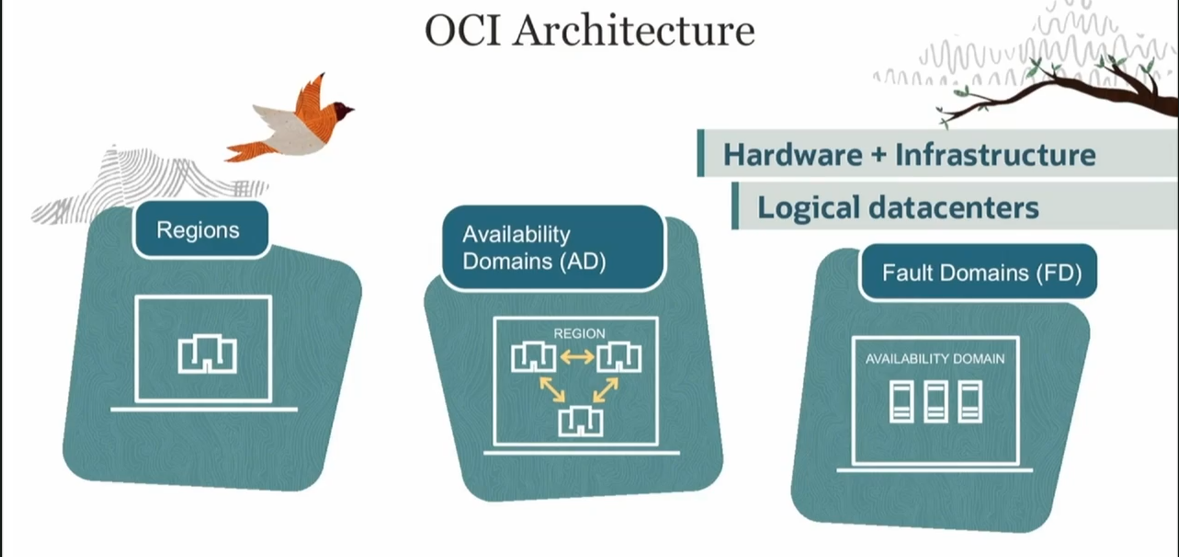 OCI Architecture
Hardware + Infrastructure
Logical datacenters
Regions
Availability
Domains (AD)
REGION
Fault Domains (FD)
AVAILABILITY DOMAIN